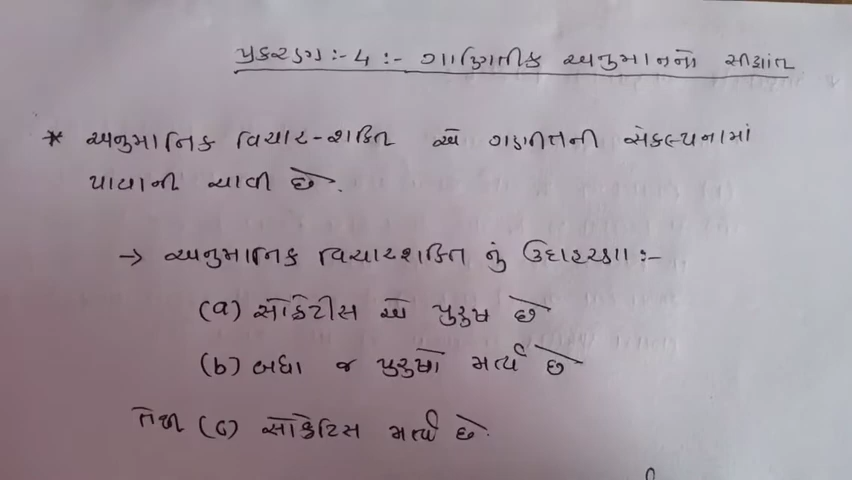 પ્રકરણ :- 4 :- ગાણિતીક અનુમાનનો સીધ્ધાંત
* અનુમાનિક વિચાર-શક્તિ એ ગણીતની સંકલ્પનામાં
પાયાની ચાવી છે.
→ અનુમાનિક વિચારશક્તિ નું ઉદાહરણ :-
(a) સોક્રેટીસ એ પુરુષ છે
(b) બધા જ પુરુષો મર્ત્ય છે
તેથી (c) સોક્રેટિસ મર્ત્ય છે.